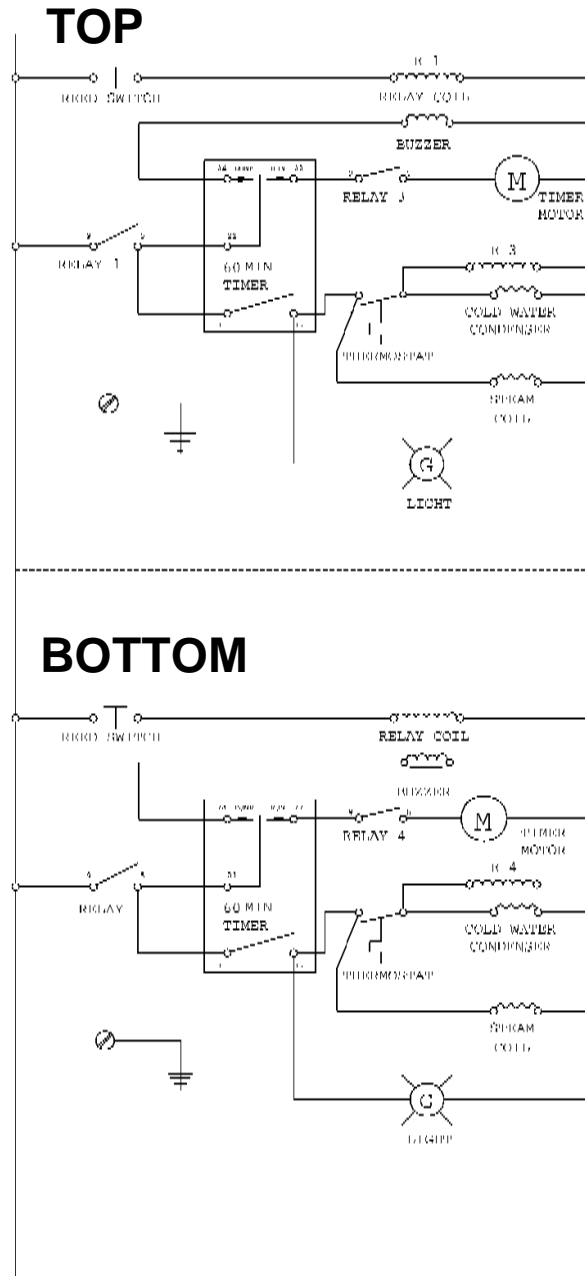 TOP
R 1
REED SWITCH
RELAY COIL
BUZZER
M
RELAY 3
TIMER
MOTOR
RELAY 1
60 MIN
TIMER
R 3
COLD WATER
CONDENSER
THERMOSTAT
STEAM
COIL
G
LIGHT
BOTTOM
REED SWITCH
RELAY COIL
BUZZER
M
RELAY 4
TIMER
MOTOR
R 4
RELAY
60 MIN
TIMER
COLD WATER
CONDENSER
THERMOSTAT
STEAM
COIL
G
LIGHT